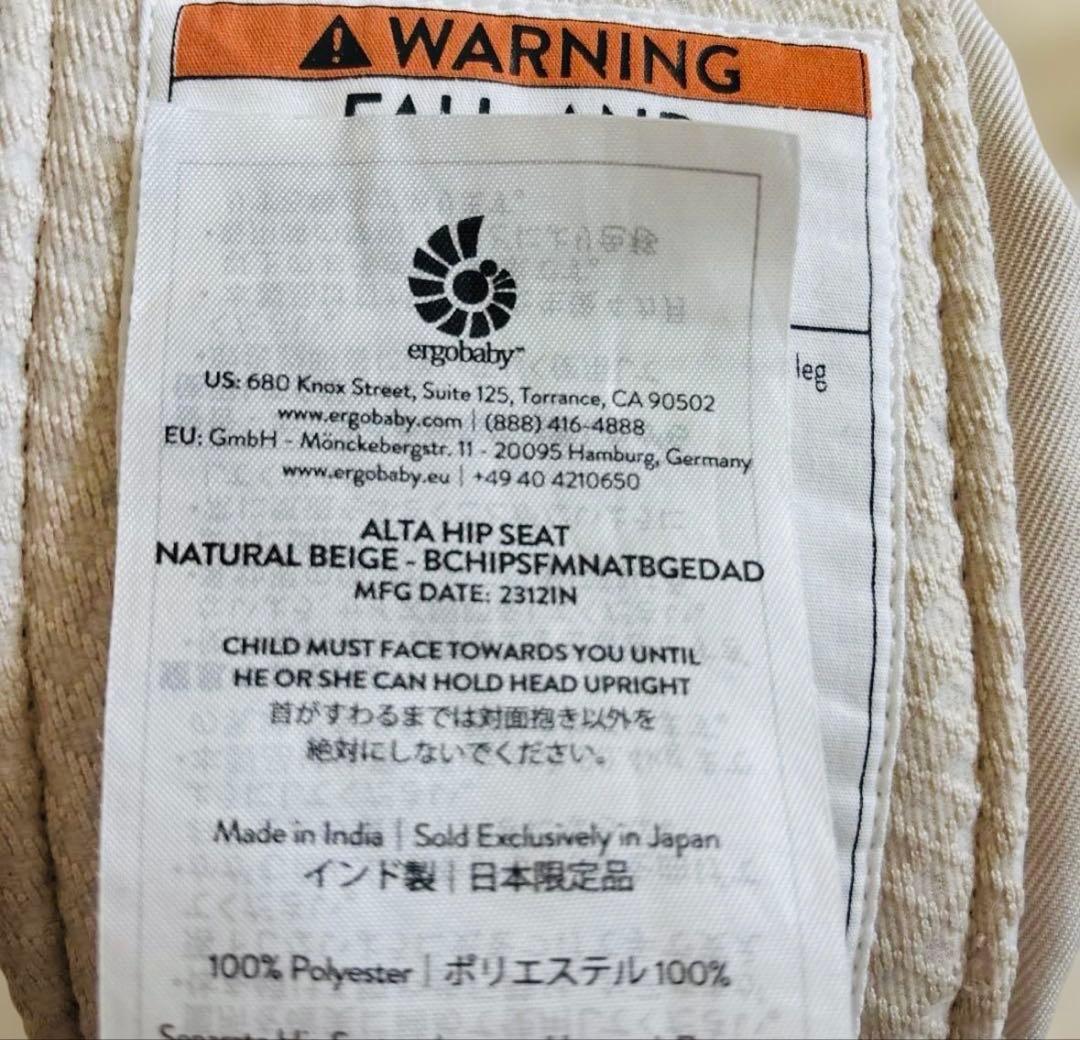 WARNING
FALL AND
ergobaby™
leg
US: 680 Knox Street, Suite 125, Torrance, CA 90502
www.ergobaby.com | (888) 416-4888
EU: GmbH - Mönckebergstr. 11 - 20095 Hamburg, Germany
www.ergobaby.eu | +49 40 4210650
ALTA HIP SEAT
NATURAL BEIGE - BCHIPSFMNATBGEDAD
MFG DATE: 2312IN
CHILD MUST FACE TOWARDS YOU UNTIL
HE OR SHE CAN HOLD HEAD UPRIGHT
首がすわるまでは対面抱き以外を
絶対にしないでください。
Made in India | Sold Exclusively in Japan
インド製 | 日本限定品
100% Polyester | ポリエステル 100%